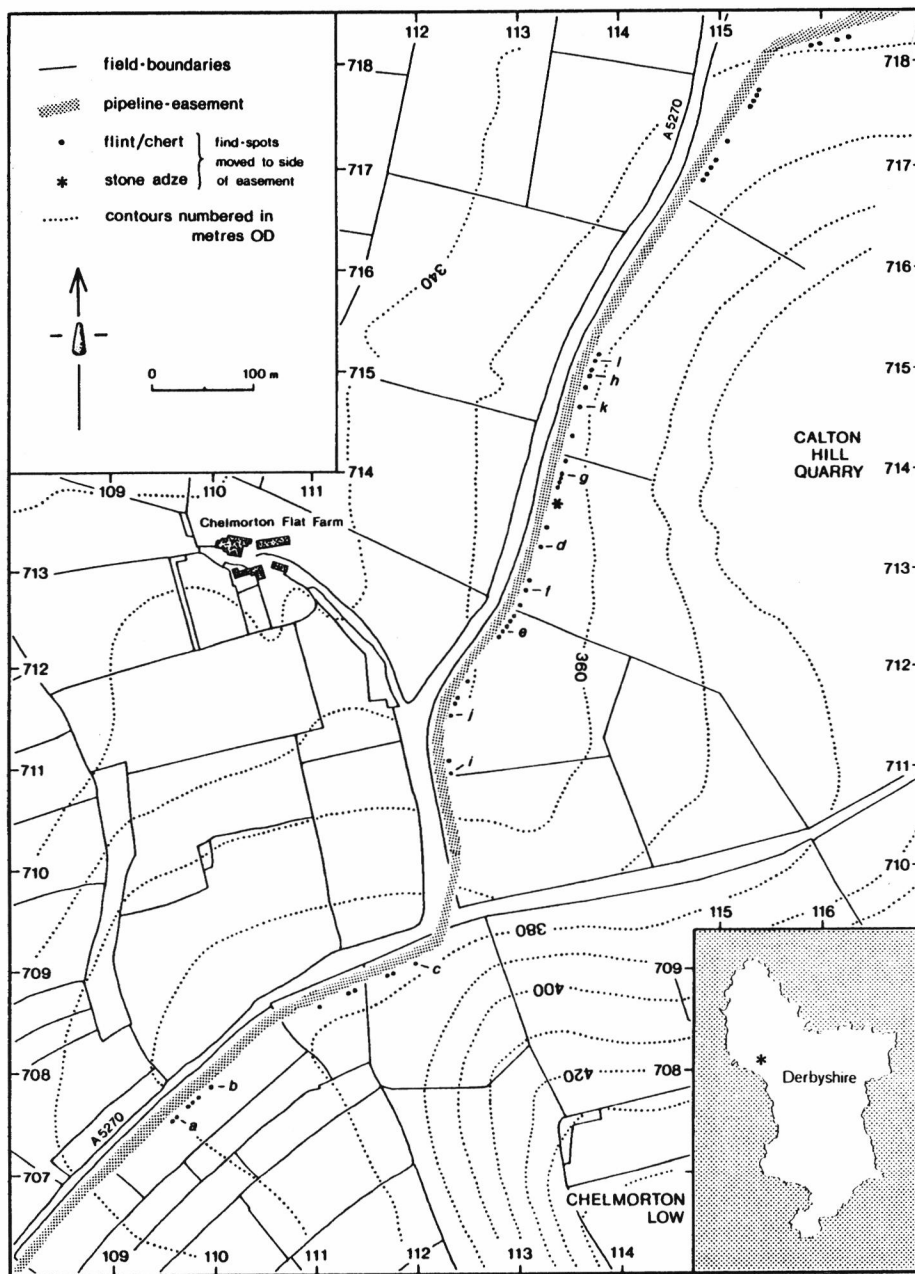 112 113 114 115
field-boundaries
718
718
pipeline-easement
A5270
flint/chert
find-spots
moved to side
of easement
stone adze
717
717
contours numbered in
metres OD
716
716
340
0 100 m
715
715
l
h
k
CALTON
HILL
QUARRY
714
714
109 110 111
g
Chelmorton Flat Farm
d
713
713
f
e
712
712
360
j
i
711
711
710
710
115 116
380
709
709
c
400
708
708
420
Derbyshire
b
A5270
a
707
CHELMORTON
LOW
109 110 111 112 113 114